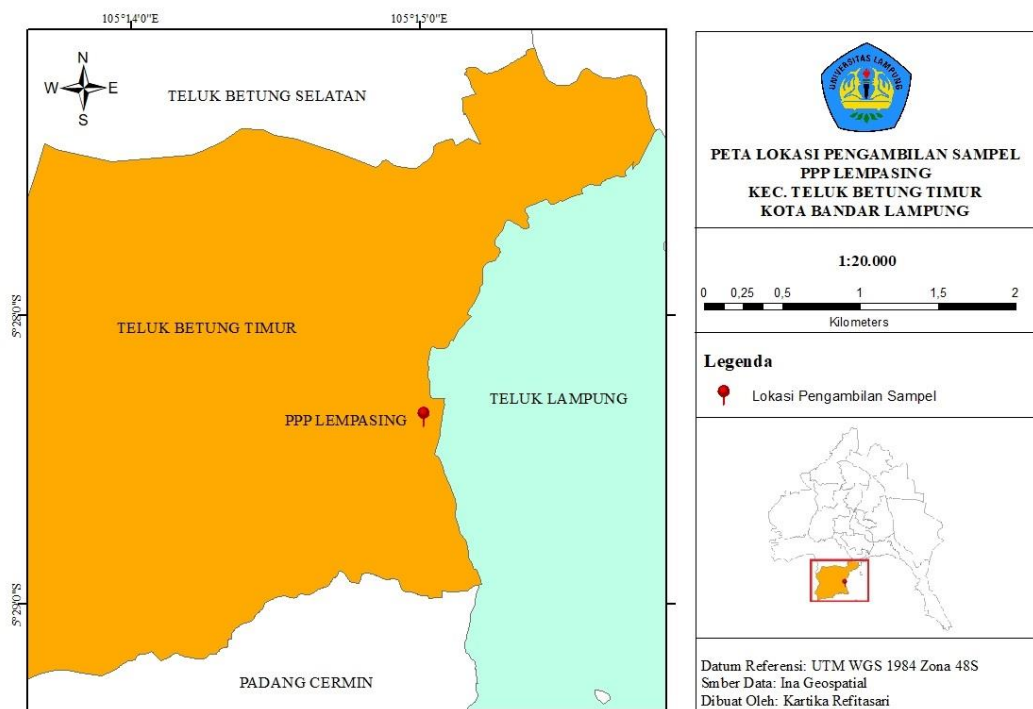 105°14'0"E
105°15'0"E
N
W E
S
TELUK BETUNG SELATAN
TELUK BETUNG TIMUR
5°28'0"S
TELUK LAMPUNG
PPP LEMPASING
5°29'0"S
PADANG CERMIN
UNIVERSITAS LAMPUNG
PETA LOKASI PENGAMBILAN SAMPEL
PPP LEMPASING
KEC. TELUK BETUNG TIMUR
KOTA BANDAR LAMPUNG
1:20.000
0 0,25 0,5 1 1,5 2
Kilometers
Legenda
Lokasi Pengambilan Sampel
Datum Referensi: UTM WGS 1984 Zona 48S
Smber Data: Ina Geospatial
Dibuat Oleh: Kartika Refitasari